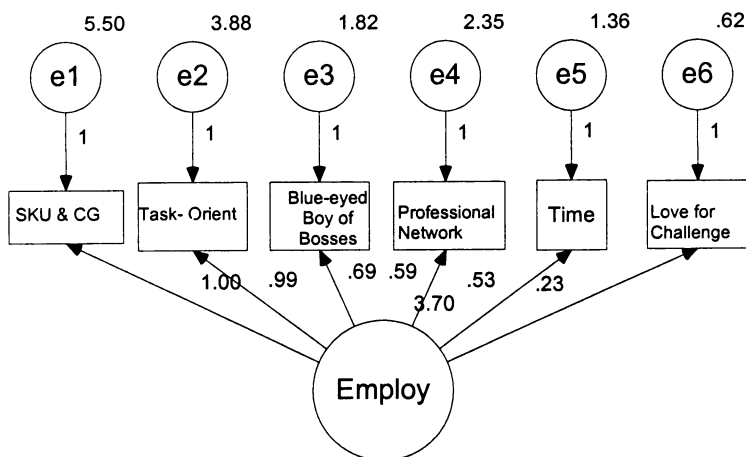 5.50 3.88 1.82 2.35 1.36 .62
e1 e2 e3 e4 e5 e6
1 1 1 1 1 1
SKU & CG
Task- Orient
Blue-eyed
Boy of
Bosses
Professional
Network
Time
Love for
Challenge
1.00 .99 .69 .59 .53 .23
3.70
Employ